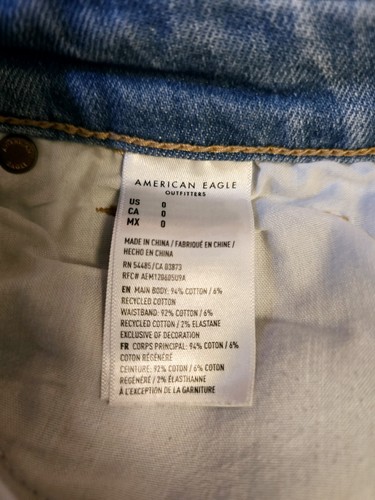 AMERICAN EAGLE
OUTFITTERS
US 0
CA 0
MX 0
MADE IN CHINA / FABRIQUÉ EN CHINE /
HECHO EN CHINA
RN 54485/CA 03873
RFC# AEM120605U9A
EN MAIN BODY: 94% COTTON / 6%
RECYCLED COTTON
WAISTBAND: 92% COTTON / 6%
RECYCLED COTTON / 2% ELASTANE
EXCLUSIVE OF DECORATION
FR CORPS PRINCIPAL: 94% COTON / 6%
COTON RÉGÉNÉRÉ
CEINTURE: 92% COTON / 6% COTON
RÉGÉNÉRÉ / 2% ÉLASTHANNE
À L'EXCEPTION DE LA GARNITURE